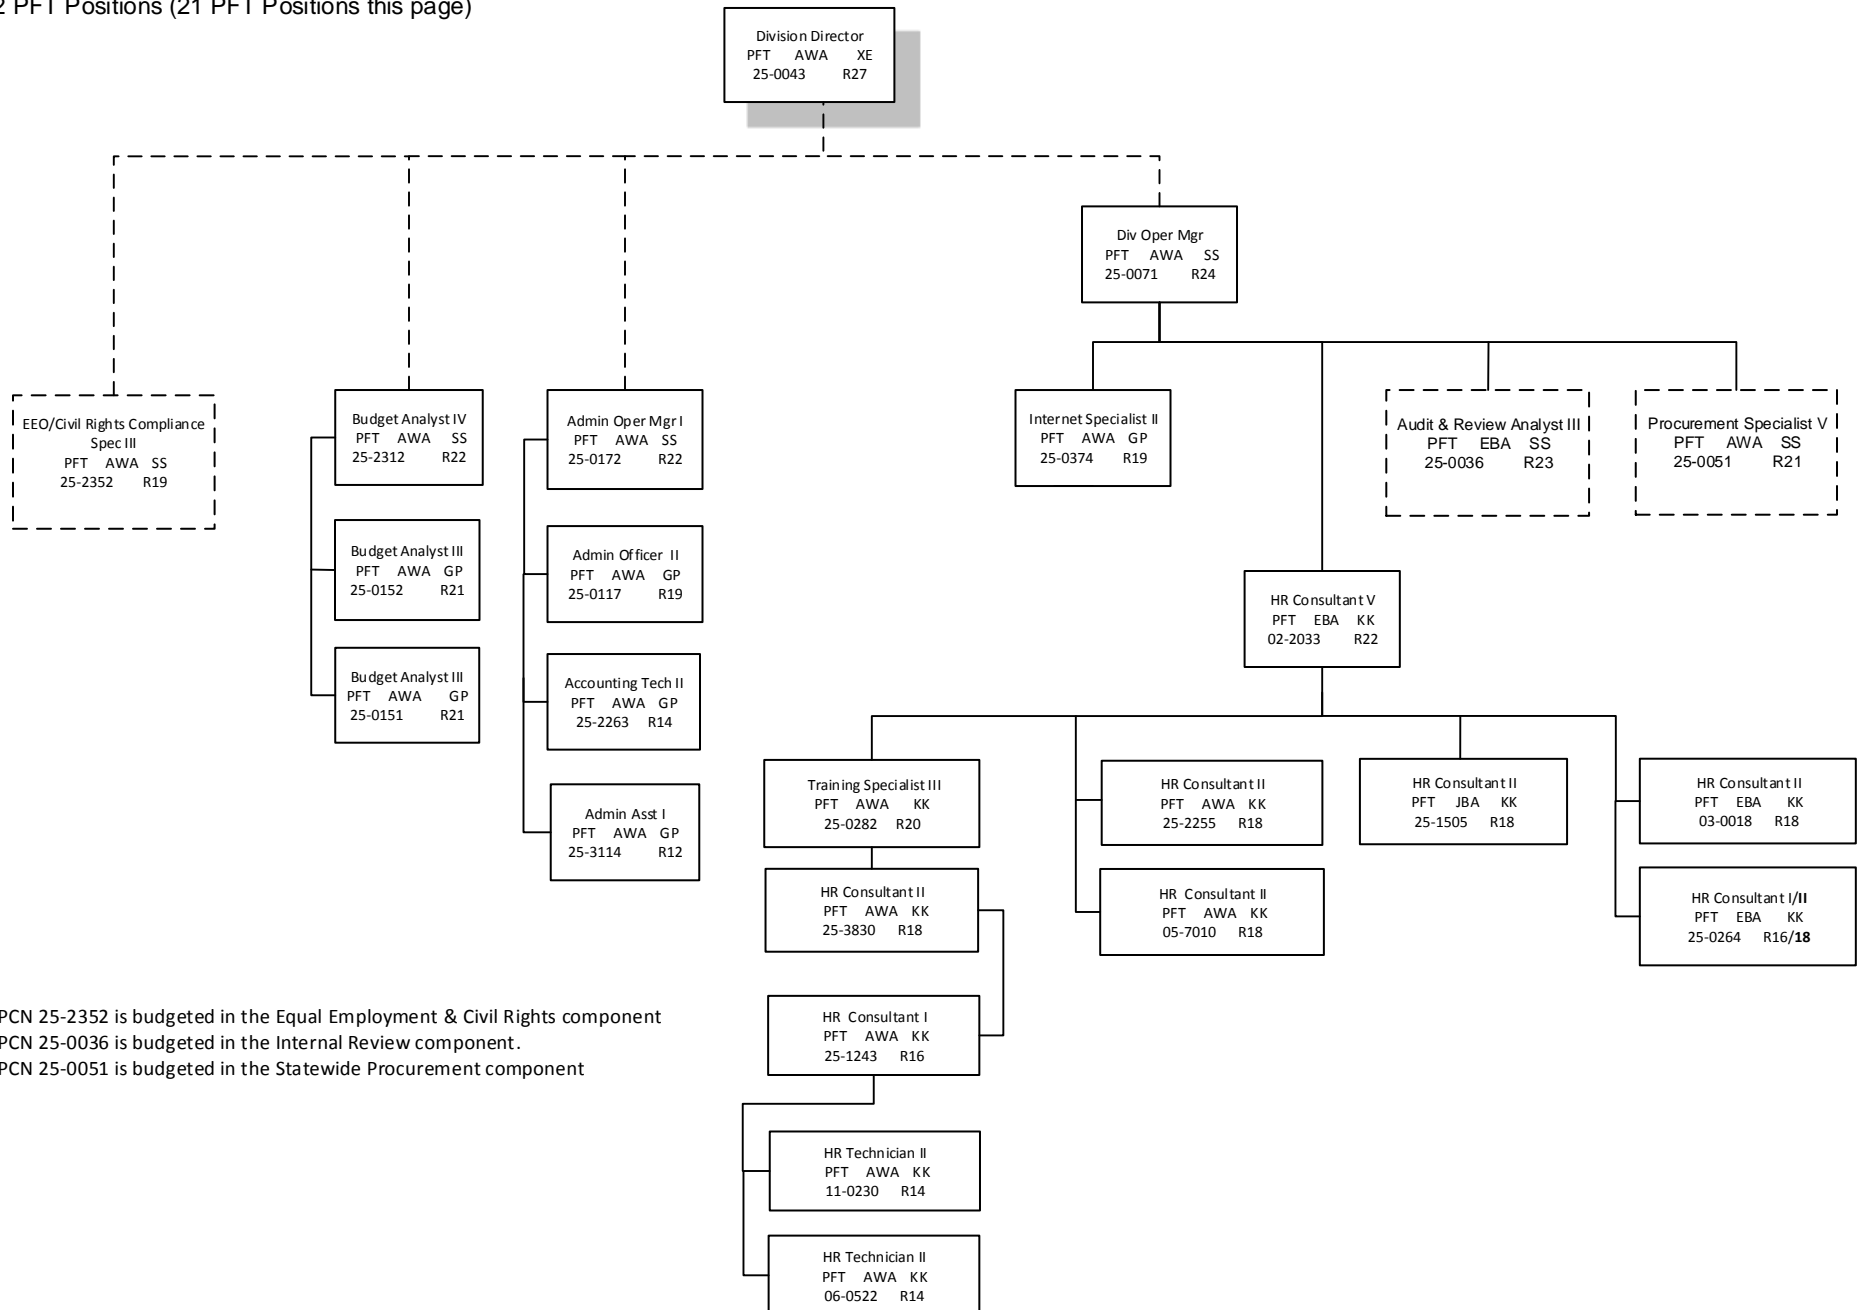 2 PFT Positions (21 PFT Positions this page)
Division Director
PFT AWA XE
25-0043 R27
Div Oper Mgr
PFT AWA SS
25-0071 R24
EEO/Civil Rights Compliance
Spec III
PFT AWA SS
25-2352 R19
Budget Analyst IV
PFT AWA SS
25-2312 R22
Budget Analyst III
PFT AWA GP
25-0152 R21
Budget Analyst III
PFT AWA GP
25-0151 R21
Admin Oper Mgr I
PFT AWA SS
25-0172 R22
Admin Officer II
PFT AWA GP
25-0117 R19
Accounting Tech II
PFT AWA GP
25-2263 R14
Admin Asst I
PFT AWA GP
25-3114 R12
Internet Specialist II
PFT AWA GP
25-0374 R19
Audit & Review Analyst III
PFT EBA SS
25-0036 R23
Procurement Specialist V
PFT AWA SS
25-0051 R21
HR Consultant V
PFT EBA KK
02-2033 R22
Training Specialist III
PFT AWA KK
25-0282 R20
HR Consultant II
PFT AWA KK
25-3830 R18
HR Consultant I
PFT AWA KK
25-1243 R16
HR Technician II
PFT AWA KK
11-0230 R14
HR Technician II
PFT AWA KK
06-0522 R14
HR Consultant II
PFT AWA KK
25-2255 R18
HR Consultant II
PFT AWA KK
05-7010 R18
HR Consultant II
PFT JBA KK
25-1505 R18
HR Consultant II
PFT EBA KK
03-0018 R18
HR Consultant I/II
PFT EBA KK
25-0264 R16/18
PCN 25-2352 is budgeted in the Equal Employment & Civil Rights component
PCN 25-0036 is budgeted in the Internal Review component.
PCN 25-0051 is budgeted in the Statewide Procurement component